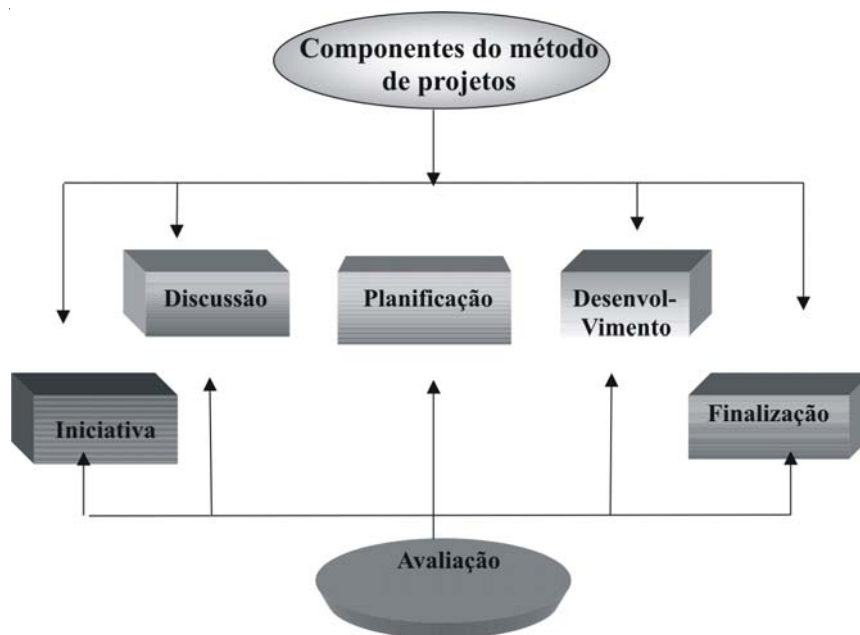 Componentes do método
de projetos
Discussão
Planificação
Desenvol-
Vimento
Iniciativa
Finalização
Avaliação